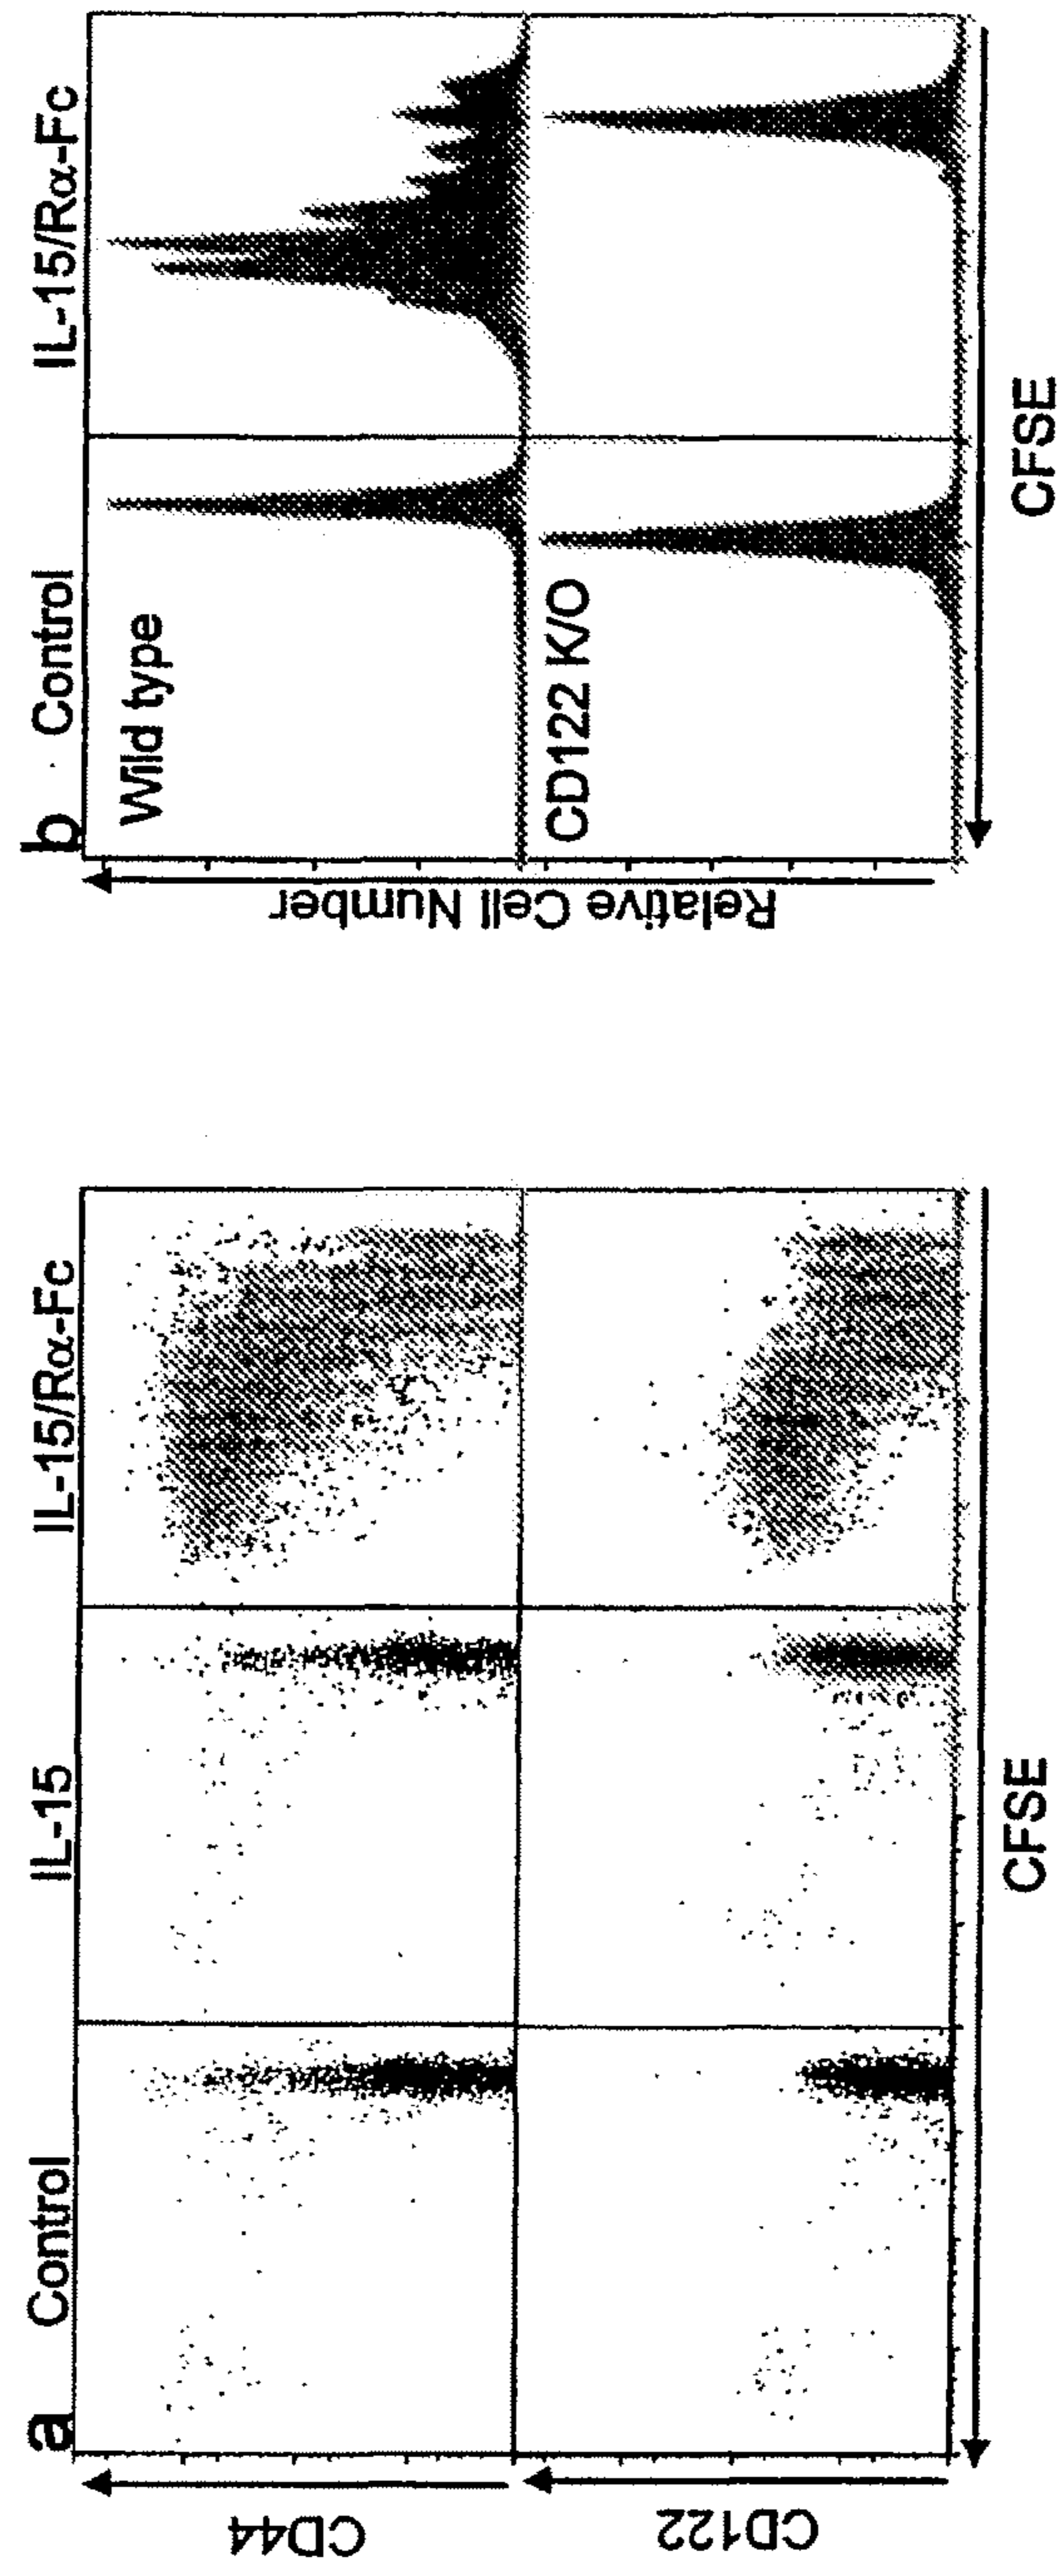 a
Control
IL-15
IL-15/Rα-Fc
CD44
CD122
CFSE
b
Control
IL-15/Rα-Fc
Wild type
CD122 K/O
Relative Cell Number
CFSE